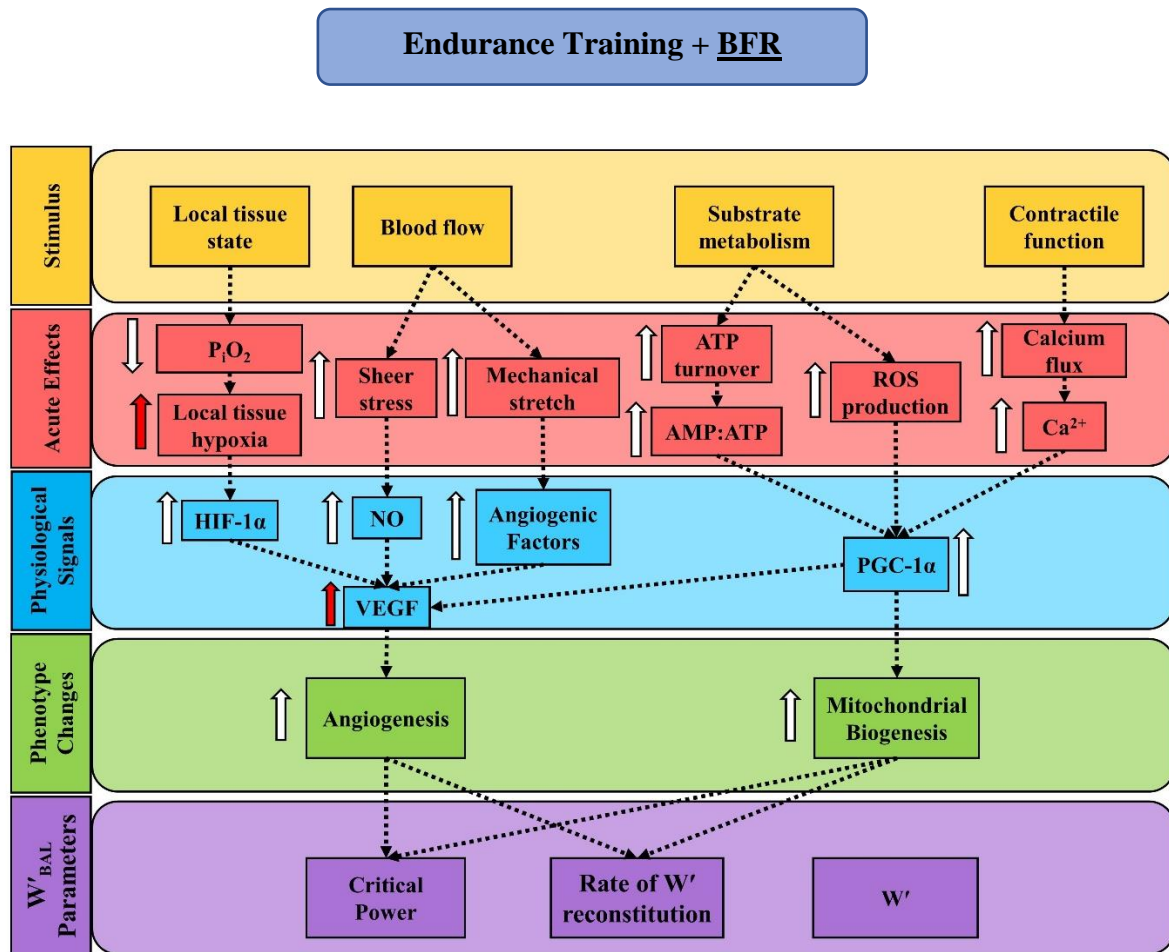 Endurance Training + BFR
Stimulus
Local tissue
state
Blood flow
Substrate
metabolism
Contractile
function
Acute Effects
PᵢO₂
Local tissue
hypoxia
Sheer
stress
Mechanical
stretch
ATP
turnover
AMP:ATP
ROS
production
Calcium
flux
Ca²⁺
Physiological
Signals
HIF-1α
NO
Angiogenic
Factors
VEGF
PGC-1α
Phenotype
Changes
Angiogenesis
Mitochondrial
Biogenesis
W′BAL
Parameters
Critical
Power
Rate of W′
reconstitution
W′